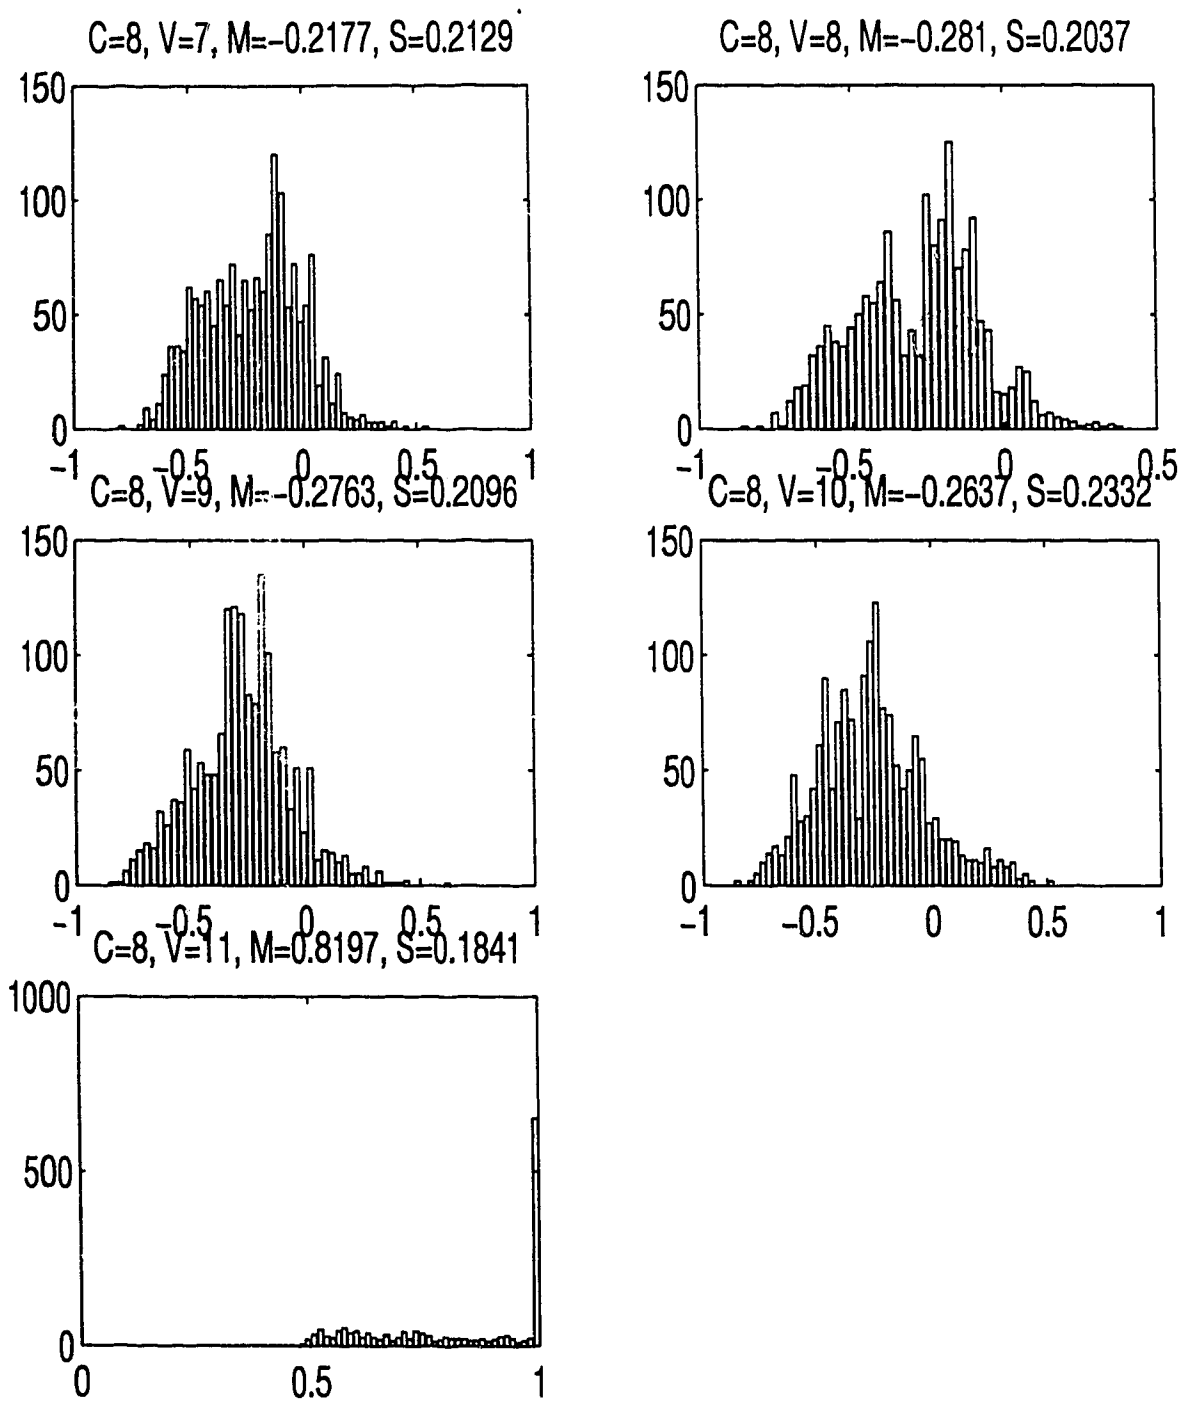 C=8, V=7, M=-0.2177, S=0.2129
150
100
50
0
-1 -0.5 0 0.5 1
C=8, V=8, M=-0.281, S=0.2037
150
100
50
0
-1 -0.5 0 0.5
C=8, V=9, M=-0.2763, S=0.2096
150
100
50
0
-1 -0.5 0 0.5 1
C=8, V=10, M=-0.2637, S=0.2332
150
100
50
0
-1 -0.5 0 0.5 1
C=8, V=11, M=0.8197, S=0.1841
1000
500
0
0 0.5 1